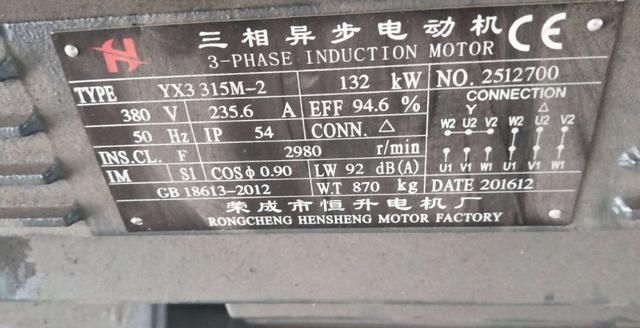 三相异步电动机 CE
3-PHASE INDUCTION MOTOR
TYPE YX3 315M-2 132 kW NO. 2512700
380 V 235.6 A EFF 94.6 % CONNECTION
50 Hz IP 54 CONN. △ Y △
INS.CL. F 2980 r/min W2 U2 V2 W2 U2 V2
IM S1 COSϕ 0.90 LW 92 dB(A) U1 V1 W1 U1 V1 W1
GB 18613-2012 W.T 870 kg DATE 201612
荣成市恒升电机厂
RONGCHENG HENSHENG MOTOR FACTORY